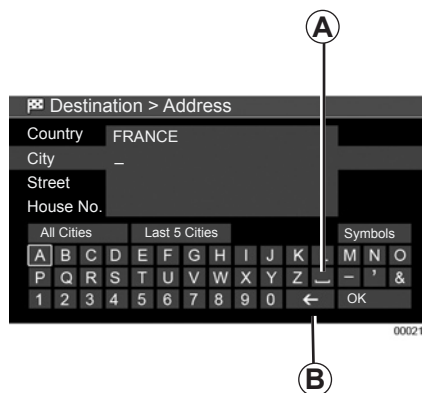 A
Destination > Address
Country FRANCE
City _
Street
House No.
All Cities Last 5 Cities Symbols
A B C D E F G H I J K L M N O
P Q R S T U V W X Y Z ⎵ - ' &
1 2 3 4 5 6 7 8 9 0 ← OK
00021
B